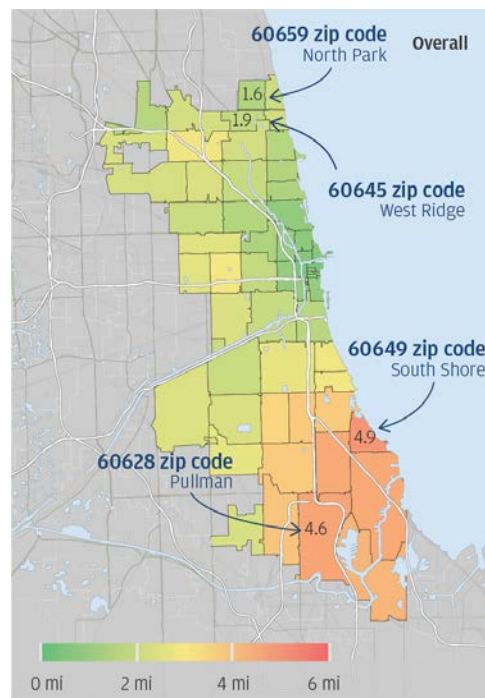 60659 zip code
North Park
Overall
1.6
1.9
60645 zip code
West Ridge
60649 zip code
South Shore
4.9
60628 zip code
Pullman
4.6
0 mi 2 mi 4 mi 6 mi